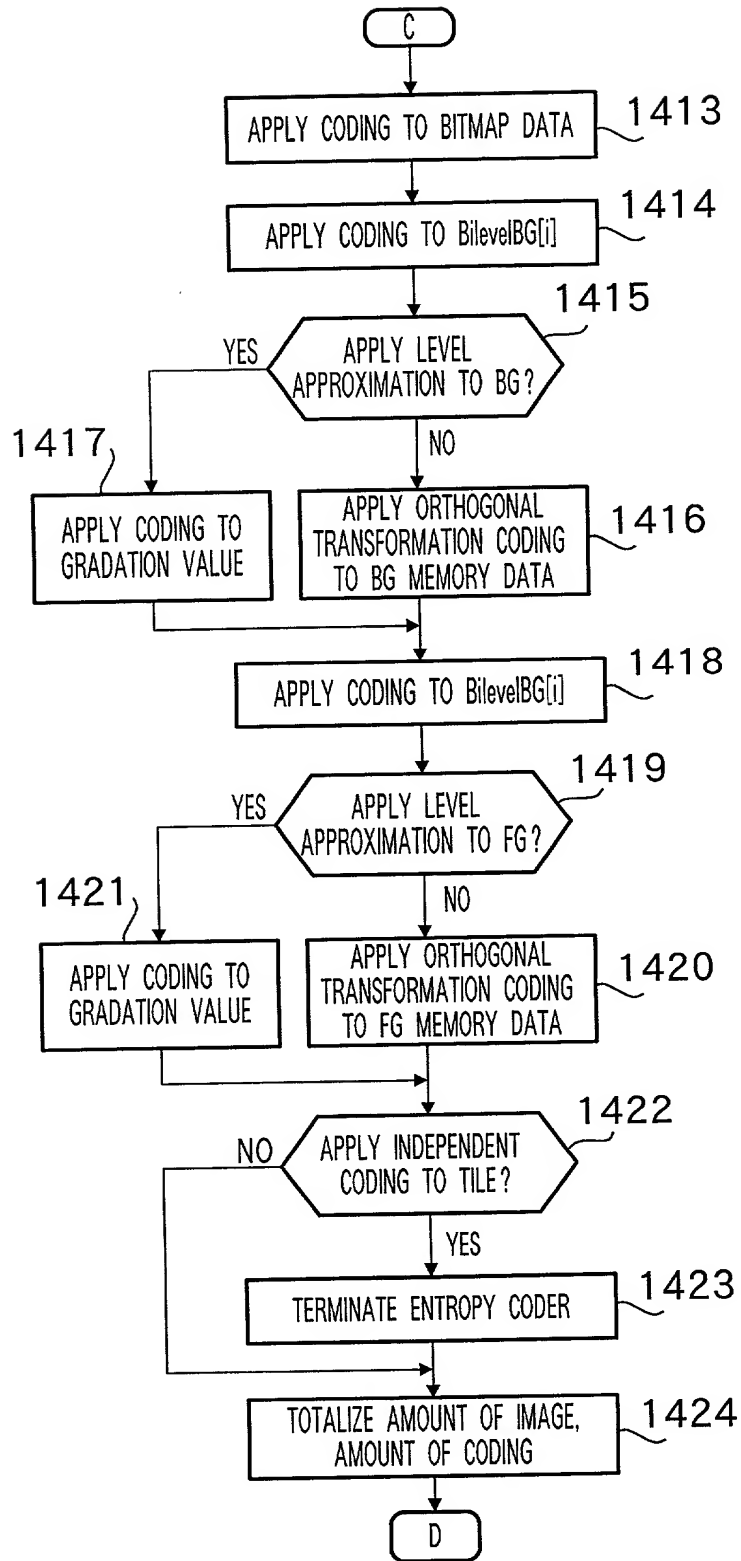 C
APPLY CODING TO BITMAP DATA
1413
APPLY CODING TO BilevelBG[i]
1414
1415
APPLY LEVEL
APPROXIMATION TO BG?
YES
NO
1417
APPLY CODING TO
GRADATION VALUE
APPLY ORTHOGONAL
TRANSFORMATION CODING
TO BG MEMORY DATA
1416
APPLY CODING TO BilevelBG[i]
1418
1419
APPLY LEVEL
APPROXIMATION TO FG?
YES
NO
1421
APPLY CODING TO
GRADATION VALUE
APPLY ORTHOGONAL
TRANSFORMATION CODING
TO FG MEMORY DATA
1420
1422
APPLY INDEPENDENT
CODING TO TILE?
NO
YES
TERMINATE ENTROPY CODER
1423
TOTALIZE AMOUNT OF IMAGE,
AMOUNT OF CODING
1424
D